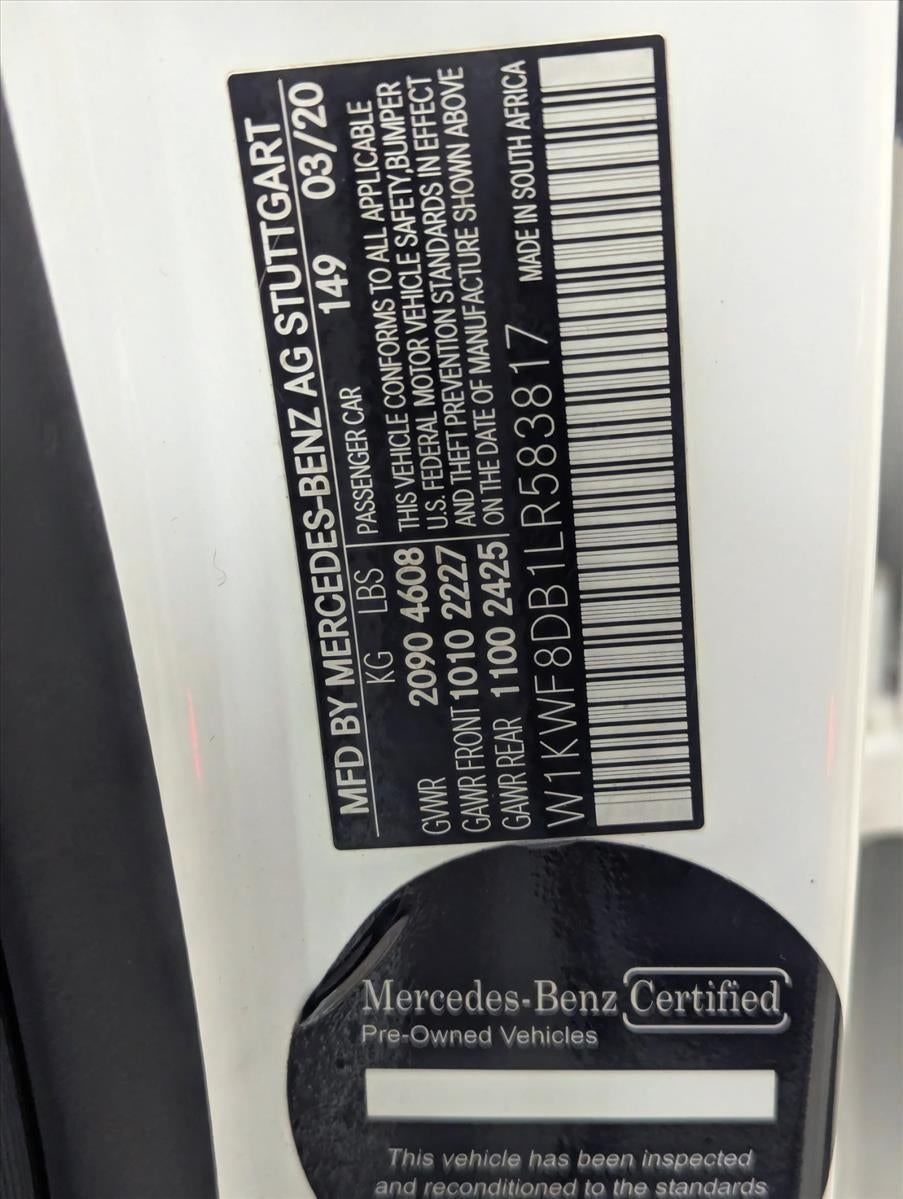 MFD BY MERCEDES-BENZ AG STUTTGART
149 03/20
KG LBS PASSENGER CAR
GVWR 2090 4608
GAWR FRONT 1010 2227
GAWR REAR 1100 2425
THIS VEHICLE CONFORMS TO ALL APPLICABLE
U.S. FEDERAL MOTOR VEHICLE SAFETY,BUMPER
AND THEFT PREVENTION STANDARDS IN EFFECT
ON THE DATE OF MANUFACTURE SHOWN ABOVE
W1KWF8DB1LR583817 MADE IN SOUTH AFRICA
Mercedes-Benz Certified
Pre-Owned Vehicles
This vehicle has been inspected
and reconditioned to the standards